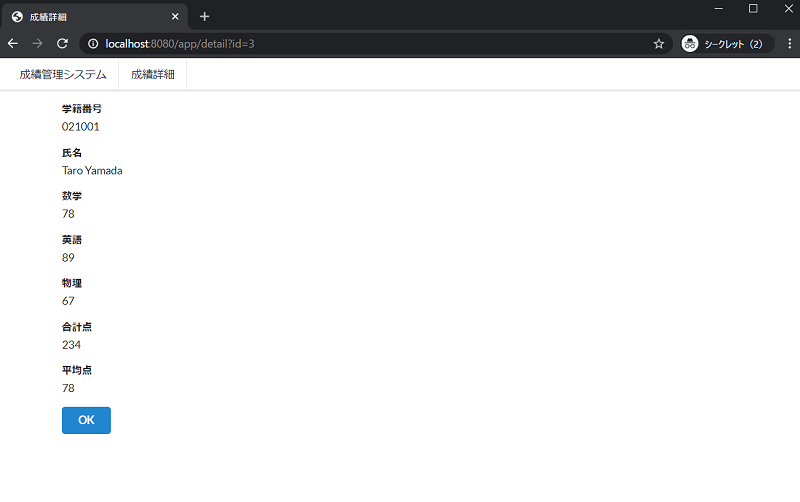 成績詳細
localhost:8080/app/detail?id=3
シークレット (2)
成績管理システム 成績詳細
学籍番号
021001
氏名
Taro Yamada
数学
78
英語
89
物理
67
合計点
234
平均点
78
OK